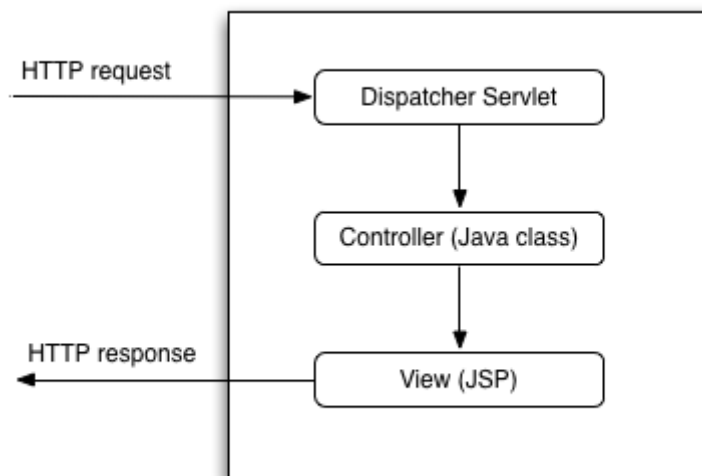 HTTP request
Dispatcher Servlet
Controller (Java class)
HTTP response
View (JSP)